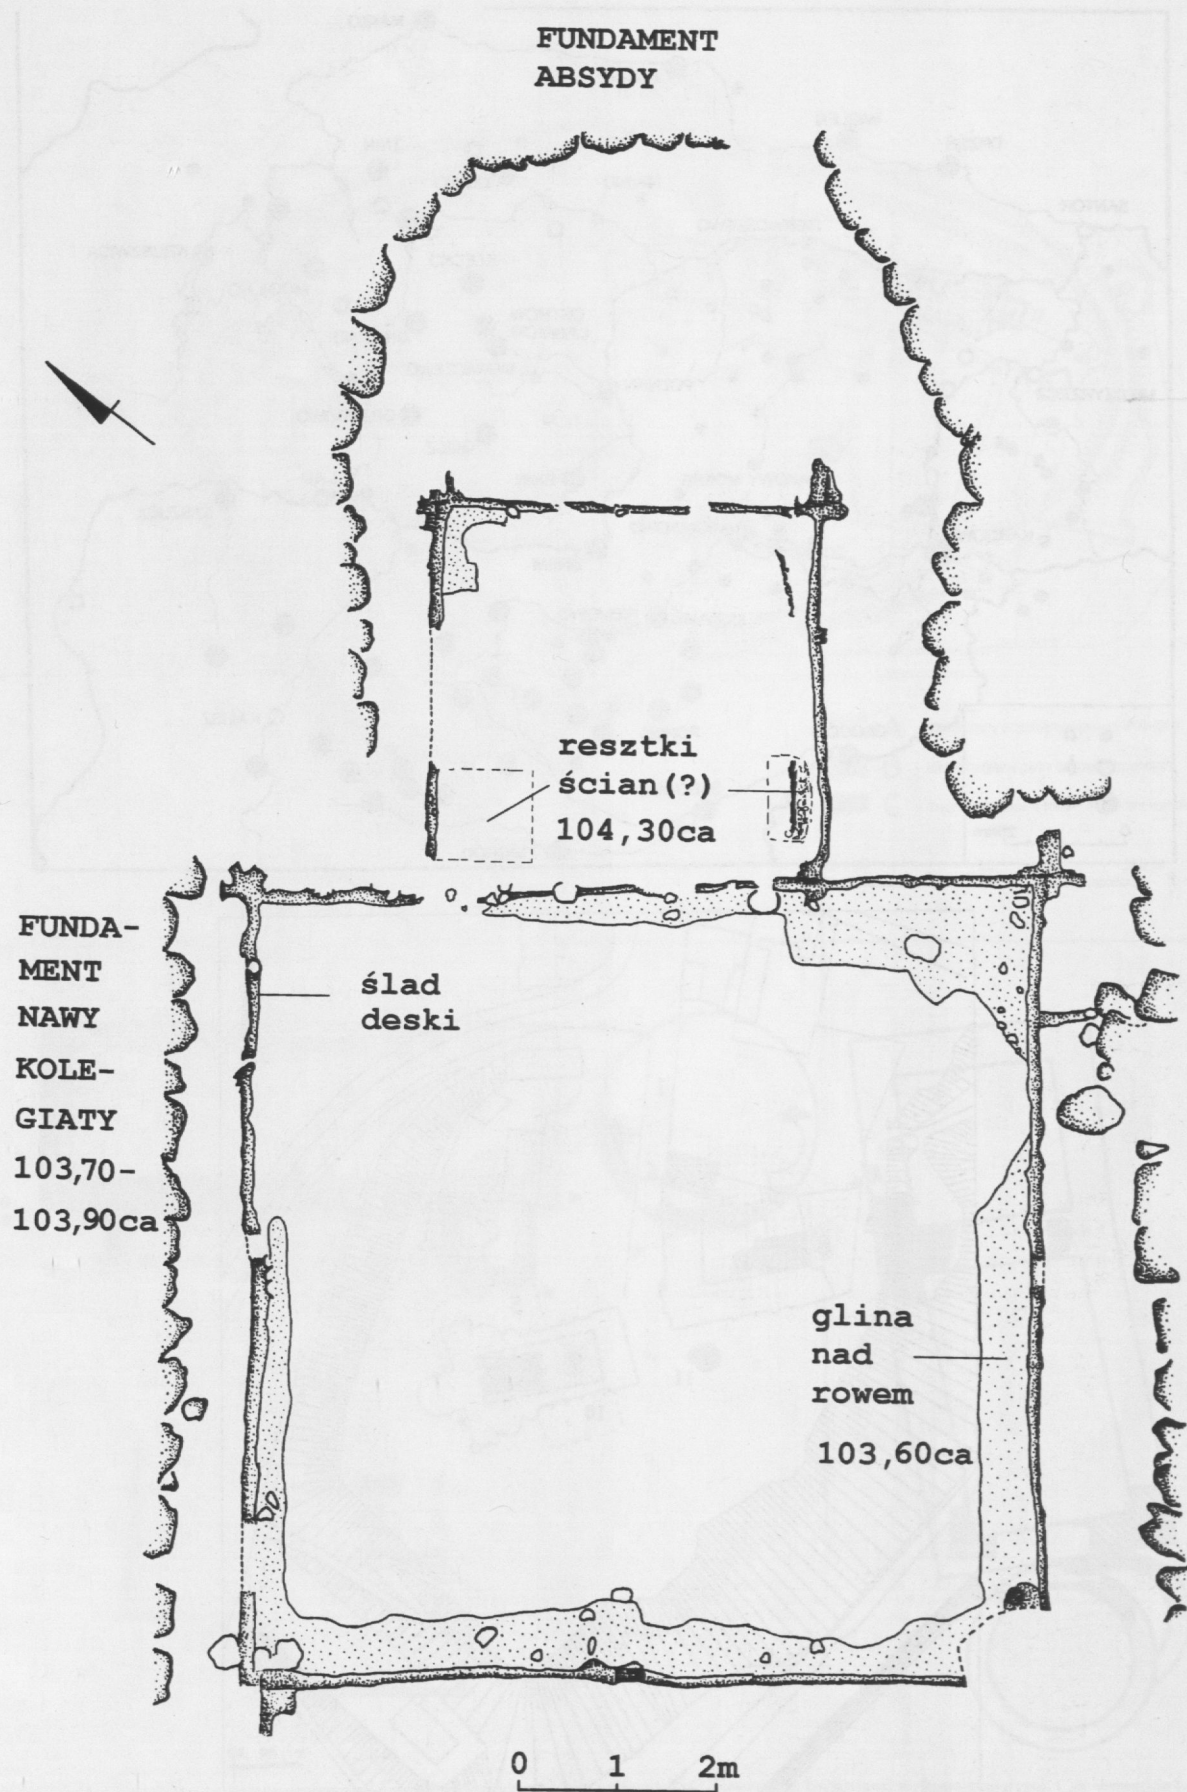 FUNDAMENT
ABSYDY
resztki
ścian(?)
104,30ca
FUNDA-
MENT
NAWY
KOLE-
GIATY
103,70-
103,90ca
ślad
deski
glina
nad
rowem
103,60ca
0 1 2m